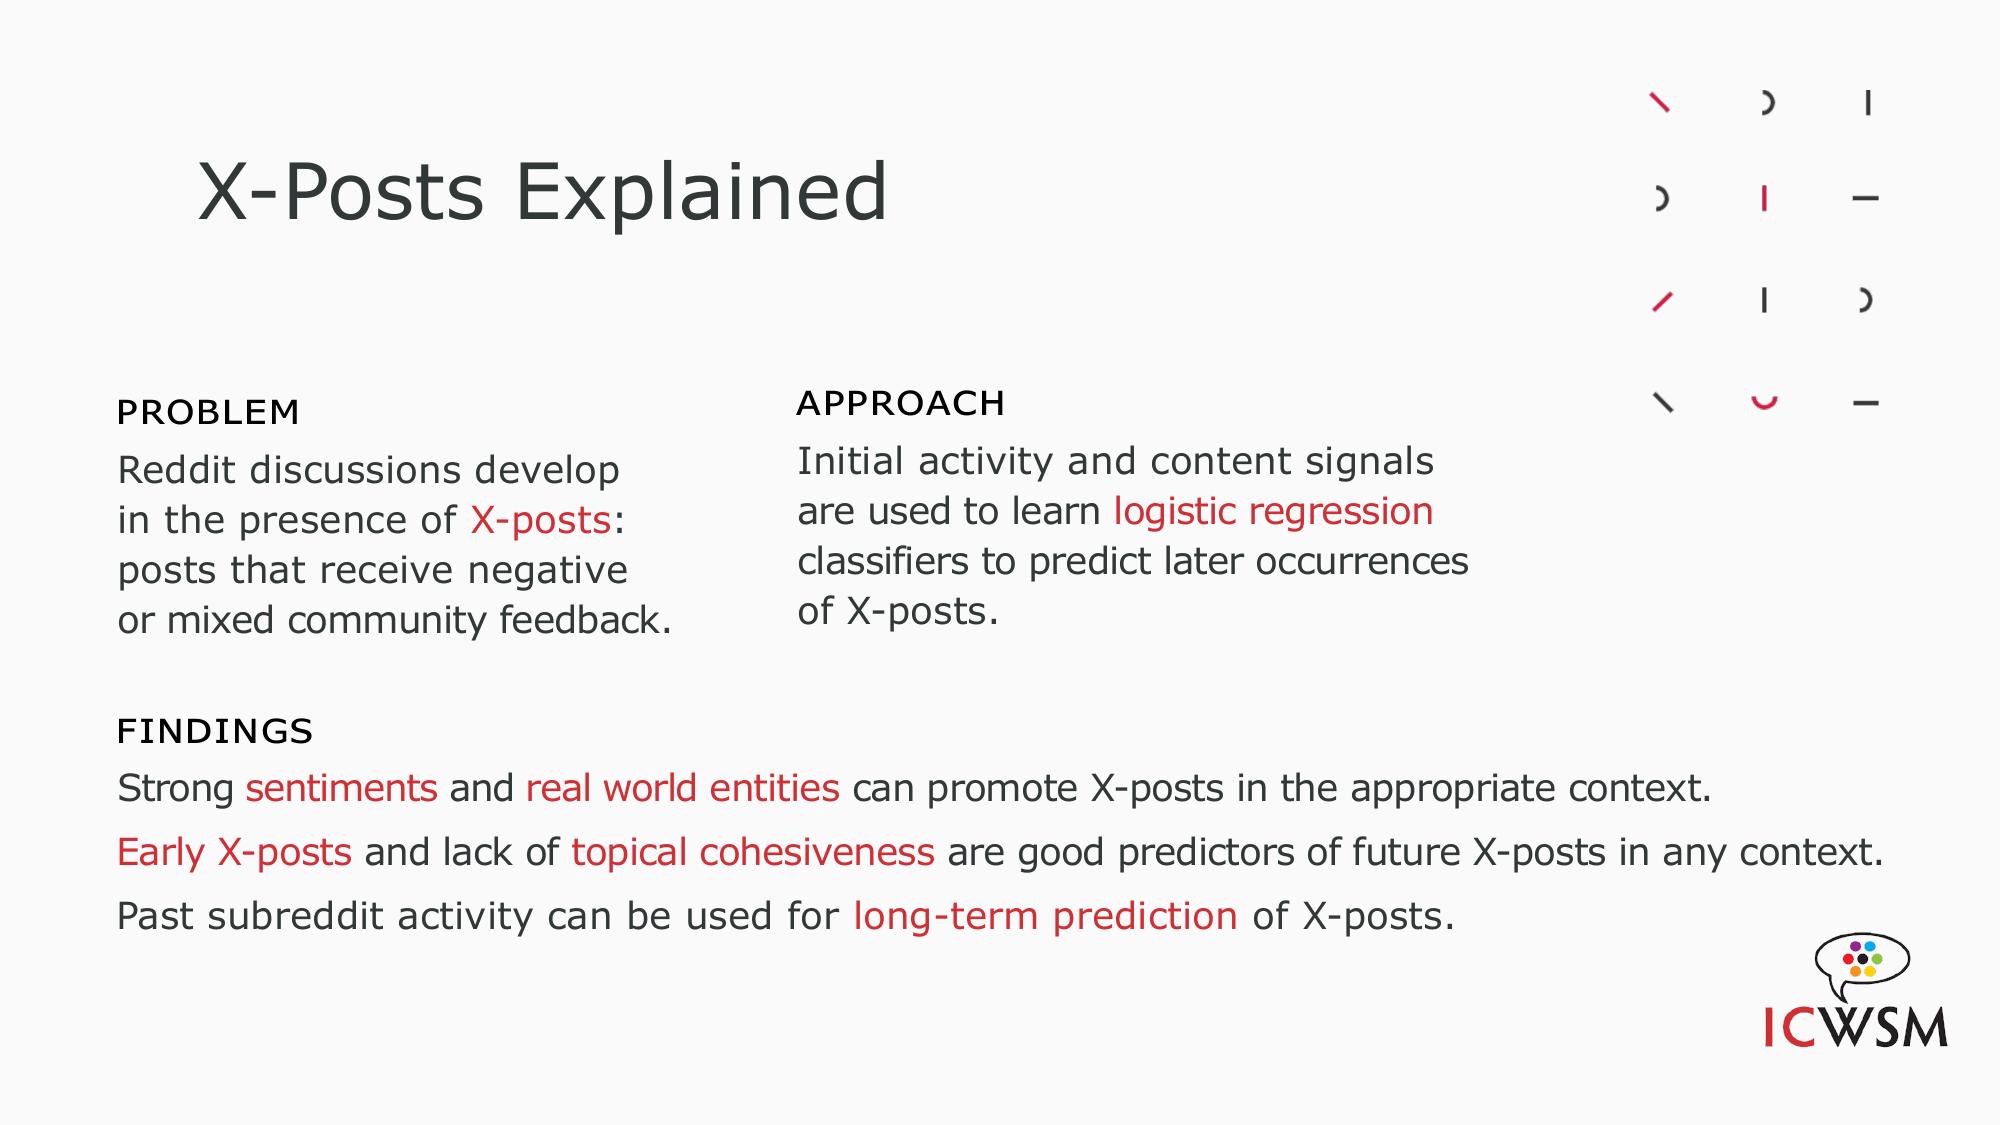 X-Posts Explained
PROBLEM
Reddit discussions develop
in the presence of X-posts:
posts that receive negative
or mixed community feedback.
APPROACH
Initial activity and content signals
are used to learn logistic regression
classifiers to predict later occurrences
of X-posts.
FINDINGS
Strong sentiments and real world entities can promote X-posts in the appropriate context.
Early X-posts and lack of topical cohesiveness are good predictors of future X-posts in any context.
Past subreddit activity can be used for long-term prediction of X-posts.
ICWSM